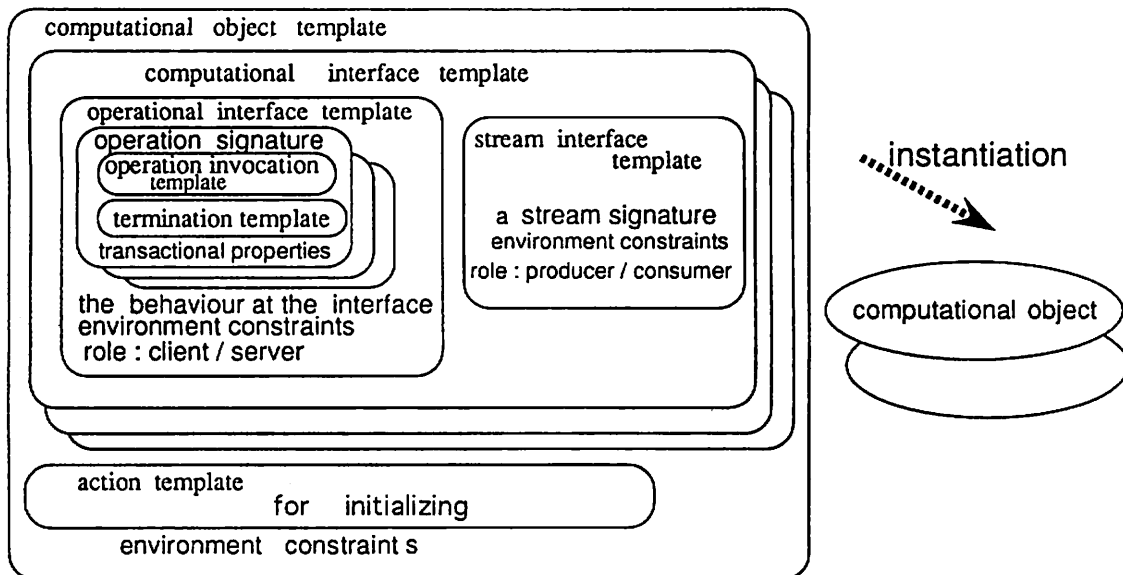 computational object template
computational interface template
operational interface template
operation signature
operation invocation
template
termination template
transactional properties
the behaviour at the interface
environment constraints
role : client / server
stream interface
template
a stream signature
environment constraints
role : producer / consumer
action template
for initializing
environment constraint s
instantiation
computational object